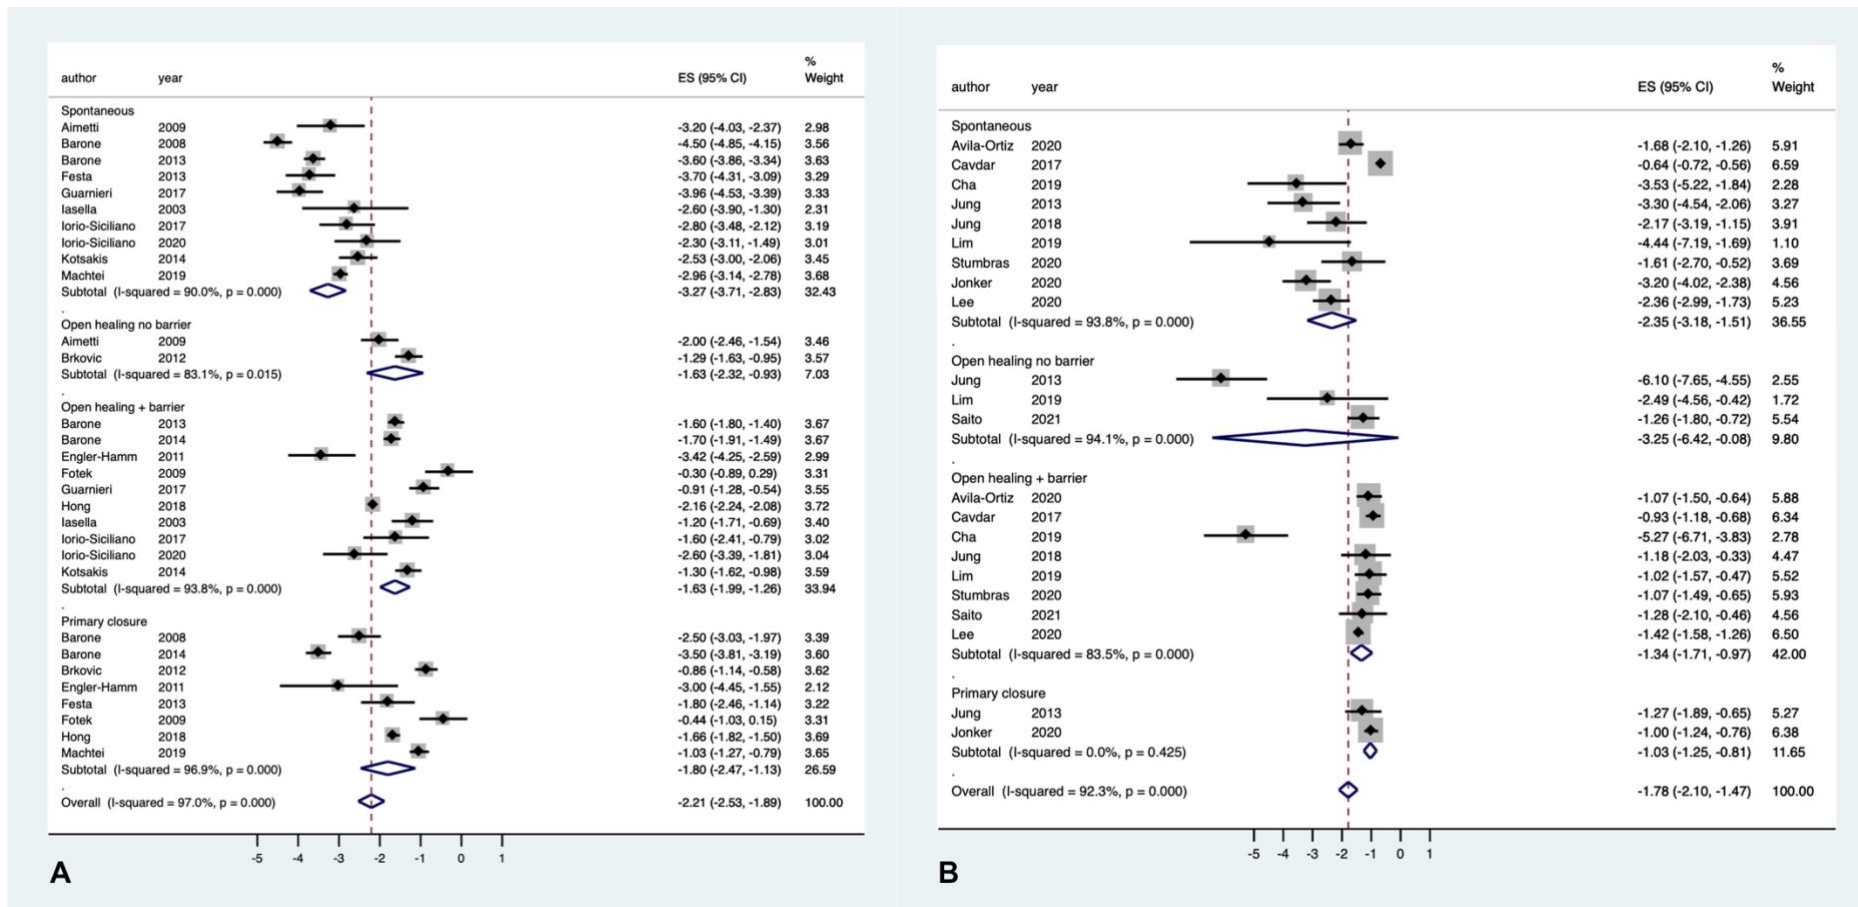 %
author year ES (95% CI) Weight
Spontaneous
Aimetti 2009 -3.20 (-4.03, -2.37) 2.98
Barone 2008 -4.50 (-4.85, -4.15) 3.56
Barone 2013 -3.60 (-3.86, -3.34) 3.63
Festa 2013 -3.70 (-4.31, -3.09) 3.29
Guarnieri 2017 -3.96 (-4.53, -3.39) 3.33
Iasella 2003 -2.60 (-3.90, -1.30) 2.31
Iorio-Siciliano 2017 -2.80 (-3.48, -2.12) 3.19
Iorio-Siciliano 2020 -2.30 (-3.11, -1.49) 3.01
Kotsakis 2014 -2.53 (-3.00, -2.06) 3.45
Machtei 2019 -2.96 (-3.14, -2.78) 3.68
Subtotal (I-squared = 90.0%, p = 0.000) -3.27 (-3.71, -2.83) 32.43
.
Open healing no barrier
Aimetti 2009 -2.00 (-2.46, -1.54) 3.46
Brkovic 2012 -1.29 (-1.63, -0.95) 3.57
Subtotal (I-squared = 83.1%, p = 0.015) -1.63 (-2.32, -0.93) 7.03
.
Open healing + barrier
Barone 2013 -1.60 (-1.80, -1.40) 3.67
Barone 2014 -1.70 (-1.91, -1.49) 3.67
Engler-Hamm 2011 -3.42 (-4.25, -2.59) 2.99
Fotek 2009 -0.30 (-0.89, 0.29) 3.31
Guarnieri 2017 -0.91 (-1.28, -0.54) 3.55
Hong 2018 -2.16 (-2.24, -2.08) 3.72
Iasella 2003 -1.20 (-1.71, -0.69) 3.40
Iorio-Siciliano 2017 -1.60 (-2.41, -0.79) 3.02
Iorio-Siciliano 2020 -2.60 (-3.39, -1.81) 3.04
Kotsakis 2014 -1.30 (-1.62, -0.98) 3.59
Subtotal (I-squared = 93.8%, p = 0.000) -1.63 (-1.99, -1.26) 33.94
.
Primary closure
Barone 2008 -2.50 (-3.03, -1.97) 3.39
Barone 2014 -3.50 (-3.81, -3.19) 3.60
Brkovic 2012 -0.86 (-1.14, -0.58) 3.62
Engler-Hamm 2011 -3.00 (-4.45, -1.55) 2.12
Festa 2013 -1.80 (-2.46, -1.14) 3.22
Fotek 2009 -0.44 (-1.03, 0.15) 3.31
Hong 2018 -1.66 (-1.82, -1.50) 3.69
Machtei 2019 -1.03 (-1.27, -0.79) 3.65
Subtotal (I-squared = 96.9%, p = 0.000) -1.80 (-2.47, -1.13) 26.59
.
Overall (I-squared = 97.0%, p = 0.000) -2.21 (-2.53, -1.89) 100.00
-5 -4 -3 -2 -1 0 1
A
%
author year ES (95% CI) Weight
Spontaneous
Avila-Ortiz 2020 -1.68 (-2.10, -1.26) 5.91
Cavdar 2017 -0.64 (-0.72, -0.56) 6.59
Cha 2019 -3.53 (-5.22, -1.84) 2.28
Jung 2013 -3.30 (-4.54, -2.06) 3.27
Jung 2018 -2.17 (-3.19, -1.15) 3.91
Lim 2019 -4.44 (-7.19, -1.69) 1.10
Stumbras 2020 -1.61 (-2.70, -0.52) 3.69
Jonker 2020 -3.20 (-4.02, -2.38) 4.56
Lee 2020 -2.36 (-2.99, -1.73) 5.23
Subtotal (I-squared = 93.8%, p = 0.000) -2.35 (-3.18, -1.51) 36.55
.
Open healing no barrier
Jung 2013 -6.10 (-7.65, -4.55) 2.55
Lim 2019 -2.49 (-4.56, -0.42) 1.72
Saito 2021 -1.26 (-1.80, -0.72) 5.54
Subtotal (I-squared = 94.1%, p = 0.000) -3.25 (-6.42, -0.08) 9.80
.
Open healing + barrier
Avila-Ortiz 2020 -1.07 (-1.50, -0.64) 5.88
Cavdar 2017 -0.93 (-1.18, -0.68) 6.34
Cha 2019 -5.27 (-6.71, -3.83) 2.78
Jung 2018 -1.18 (-2.03, -0.33) 4.47
Lim 2019 -1.02 (-1.57, -0.47) 5.52
Stumbras 2020 -1.07 (-1.49, -0.65) 5.93
Saito 2021 -1.28 (-2.10, -0.46) 4.56
Lee 2020 -1.42 (-1.58, -1.26) 6.50
Subtotal (I-squared = 83.5%, p = 0.000) -1.34 (-1.71, -0.97) 42.00
.
Primary closure
Jung 2013 -1.27 (-1.89, -0.65) 5.27
Jonker 2020 -1.00 (-1.24, -0.76) 6.38
Subtotal (I-squared = 0.0%, p = 0.425) -1.03 (-1.25, -0.81) 11.65
.
Overall (I-squared = 92.3%, p = 0.000) -1.78 (-2.10, -1.47) 100.00
-5 -4 -3 -2 -1 0 1
B